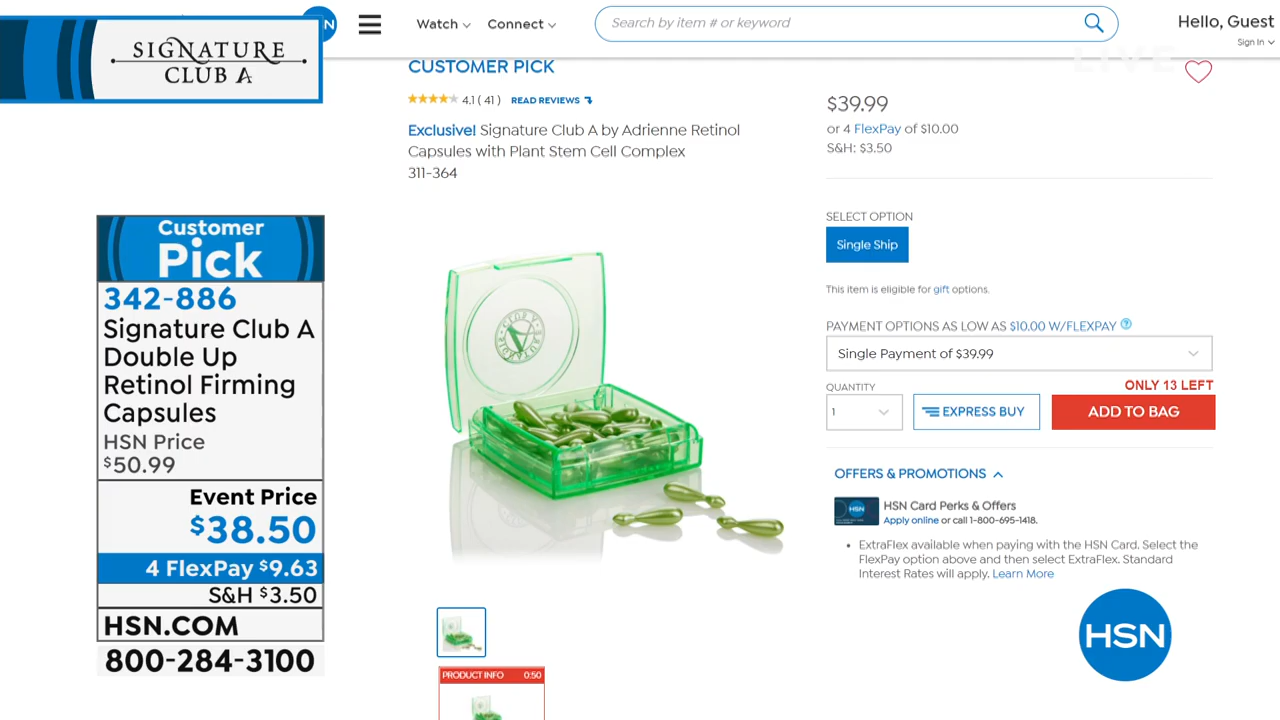 SIGNATURE
CLUB A
N
Watch
Connect
Search by item # or keyword
Hello, Guest
Sign In
LIVE
CUSTOMER PICK
4.1 ( 41 ) READ REVIEWS
Exclusive! Signature Club A by Adrienne Retinol
Capsules with Plant Stem Cell Complex
311-364
$39.99
or 4 FlexPay of $10.00
S&H: $3.50
SELECT OPTION
Single Ship
This item is eligible for gift options.
PAYMENT OPTIONS AS LOW AS $10.00 W/FLEXPAY ?
Single Payment of $39.99
ONLY 13 LEFT
QUANTITY
1
EXPRESS BUY
ADD TO BAG
OFFERS & PROMOTIONS
HSN
HSN Card Perks & Offers
Apply online or call 1-800-695-1418.
• ExtraFlex available when paying with the HSN Card. Select the
FlexPay option above and then select ExtraFlex. Standard
Interest Rates will apply. Learn More
Customer
Pick
342-886
Signature Club A
Double Up
Retinol Firming
Capsules
HSN Price
$50.99
Event Price
$38.50
4 FlexPay $9.63
S&H $3.50
HSN.COM
800-284-3100
PRODUCT INFO 0:50
HSN